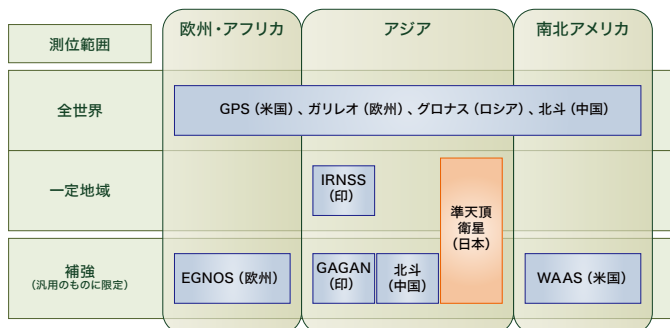 測位範囲
欧州・アフリカ
アジア
南北アメリカ
全世界
GPS（米国）、ガリレオ（欧州）、グロナス（ロシア）、北斗（中国）
一定地域
IRNSS
（印）
準天頂
衛星
（日本）
補強
（汎用のものに限定）
EGNOS（欧州）
GAGAN
（印）
北斗
（中国）
WAAS（米国）